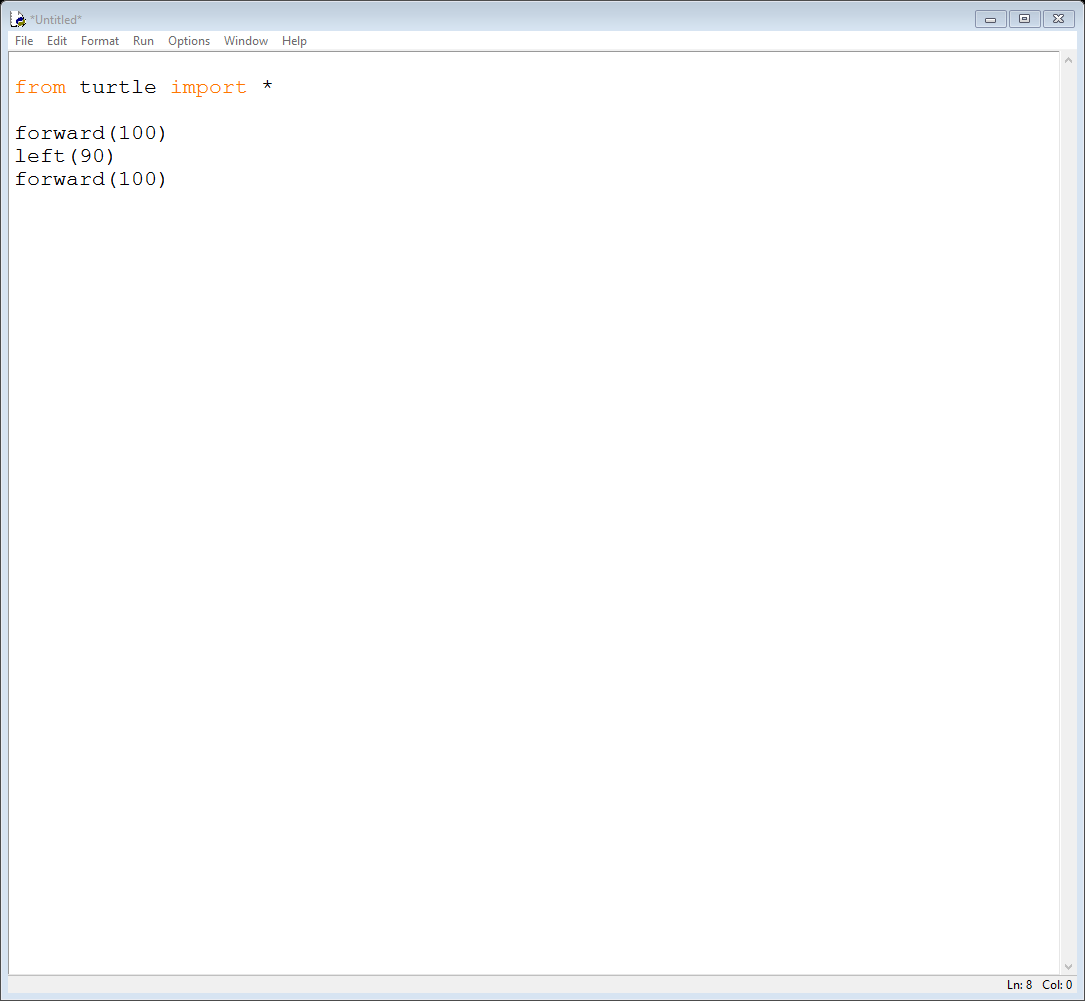 *Untitled*
File Edit Format Run Options Window Help
from turtle import *
forward(100)
left(90)
forward(100)
Ln: 8 Col: 0